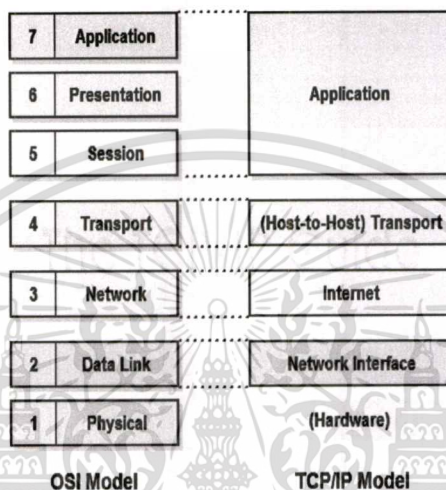 7 Application
6 Presentation
5 Session
4 Transport
3 Network
2 Data Link
1 Physical
OSI Model
Application
(Host-to-Host) Transport
Internet
Network Interface
(Hardware)
TCP/IP Model